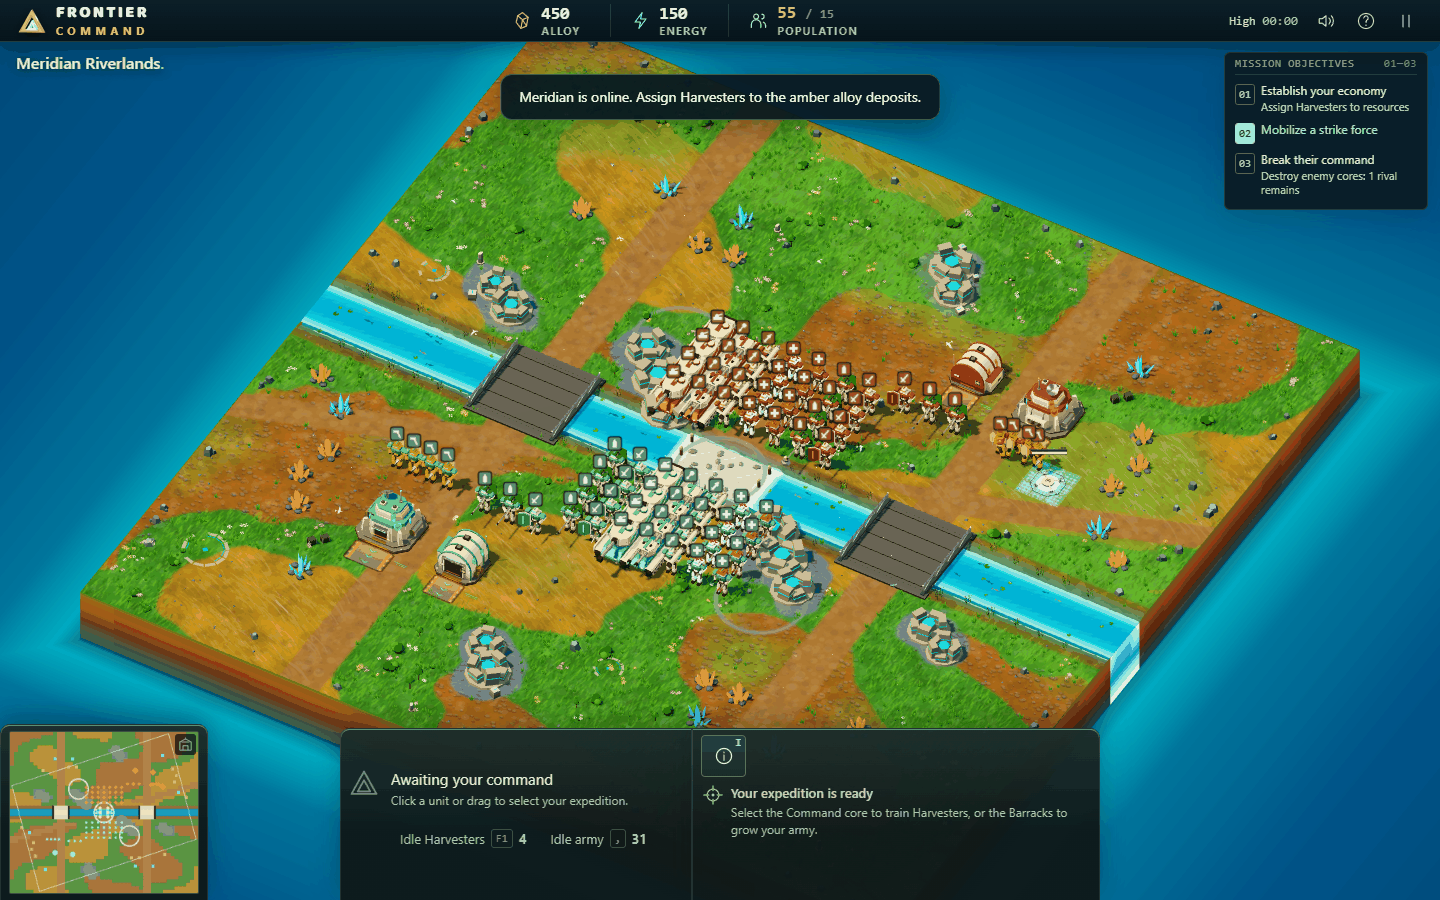 FRONTIER
COMMAND
450
ALLOY
150
ENERGY
55 / 15
POPULATION
High 00:00
Meridian Riverlands.
Meridian is online. Assign Harvesters to the amber alloy deposits.
MISSION OBJECTIVES 01—03
01 Establish your economy
Assign Harvesters to resources
02 Mobilize a strike force
03 Break their command
Destroy enemy cores: 1 rival
remains
Awaiting your command
Click a unit or drag to select your expedition.
Idle Harvesters F1 4 Idle army , 31
I
Your expedition is ready
Select the Command core to train Harvesters, or the Barracks to
grow your army.